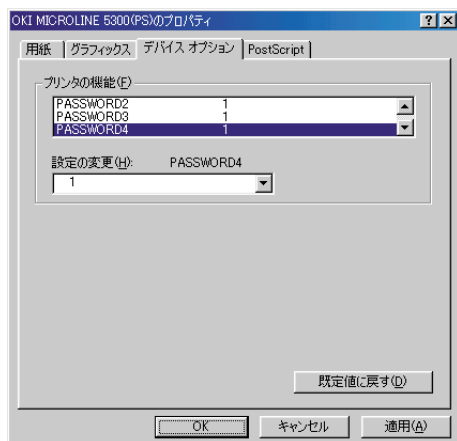 OKI MICROLINE 5300(PS)のプロパティ
用紙 グラフィックス デバイス オプション PostScript
プリンタの機能(F)
PASSWORD2 1
PASSWORD3 1
PASSWORD4 1
設定の変更(H): PASSWORD4
1
既定値に戻す(D)
OK キャンセル 適用(A)